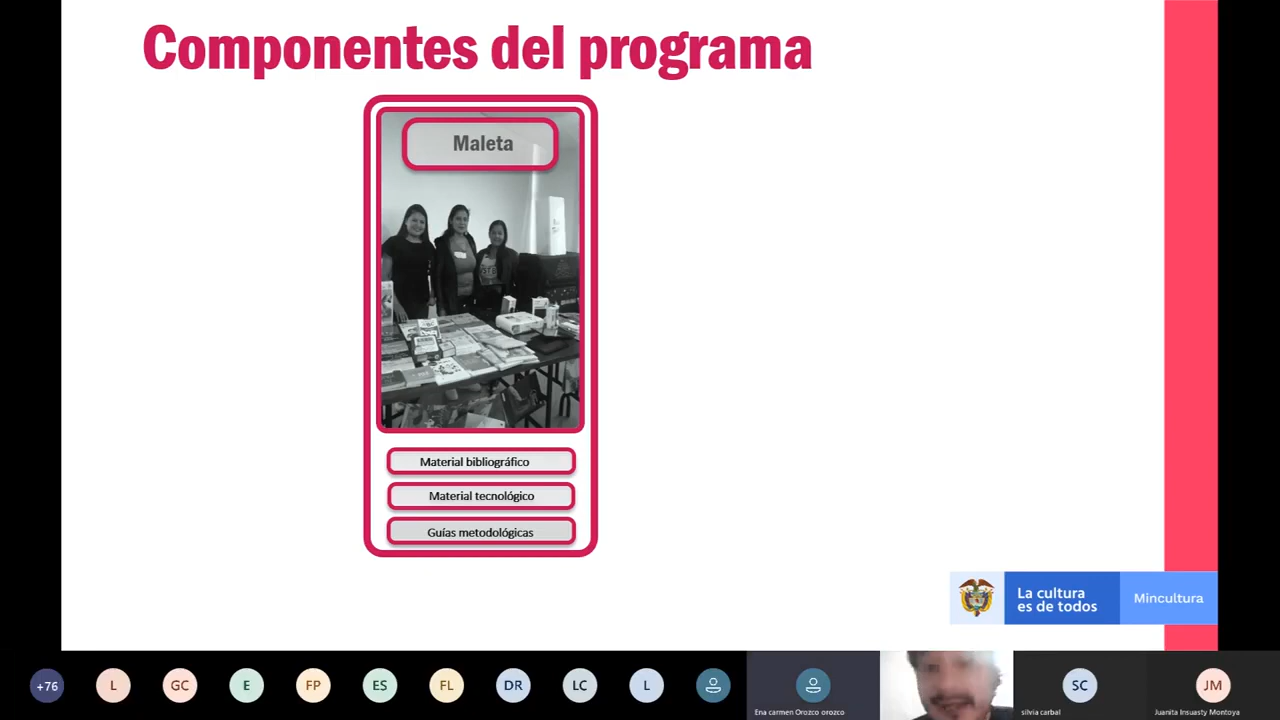 Componentes del programa
Maleta
Material bibliográfico
Material tecnológico
Guías metodológicas
La cultura
es de todos
Mincultura
+76
L
GC
E
FP
ES
FL
DR
LC
L
SC
JM
Ena carmen Orozco orozco
silvia carbal
Juanita Insuasty Montoya